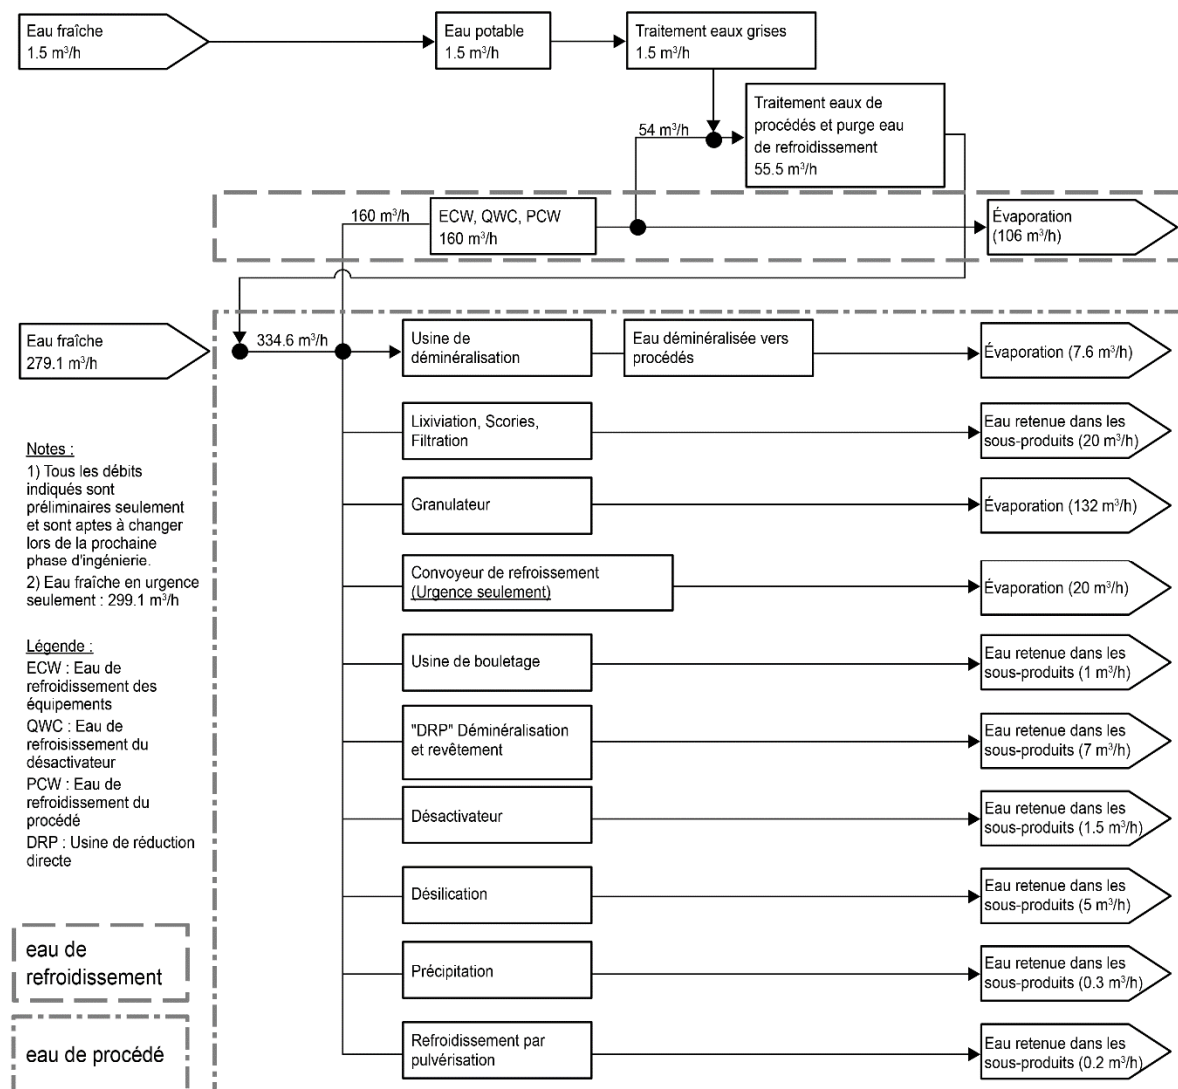 Eau fraîche
1.5 m³/h
Eau potable
1.5 m³/h
Traitement eaux grises
1.5 m³/h
54 m³/h
Traitement eaux de
procédés et purge eau
de refroidissement
55.5 m³/h
160 m³/h
ECW, QWC, PCW
160 m³/h
Évaporation
(106 m³/h)
Eau fraîche
279.1 m³/h
334.6 m³/h
Usine de
déminéralisation
Eau déminéralisée vers
procédés
Évaporation (7.6 m³/h)
Lixiviation, Scories,
Filtration
Eau retenue dans les
sous-produits (20 m³/h)
Granulateur
Évaporation (132 m³/h)
Convoyeur de refroissement
(Urgence seulement)
Évaporation (20 m³/h)
Usine de bouletage
Eau retenue dans les
sous-produits (1 m³/h)
"DRP" Déminéralisation
et revêtement
Eau retenue dans les
sous-produits (7 m³/h)
Désactivateur
Eau retenue dans les
sous-produits (1.5 m³/h)
Désilication
Eau retenue dans les
sous-produits (5 m³/h)
Précipitation
Eau retenue dans les
sous-produits (0.3 m³/h)
Refroidissement par
pulvérisation
Eau retenue dans les
sous-produits (0.2 m³/h)
Notes :
1) Tous les débits
indiqués sont
préliminaires seulement
et sont aptes à changer
lors de la prochaine
phase d'ingénierie.
2) Eau fraîche en urgence
seulement : 299.1 m³/h
Légende :
ECW : Eau de
refroidissement des
équipements
QWC : Eau de
refroisissement du
désactivateur
PCW : Eau de
refroidissement du
procédé
DRP : Usine de réduction
directe
eau de
refroidissement
eau de procédé